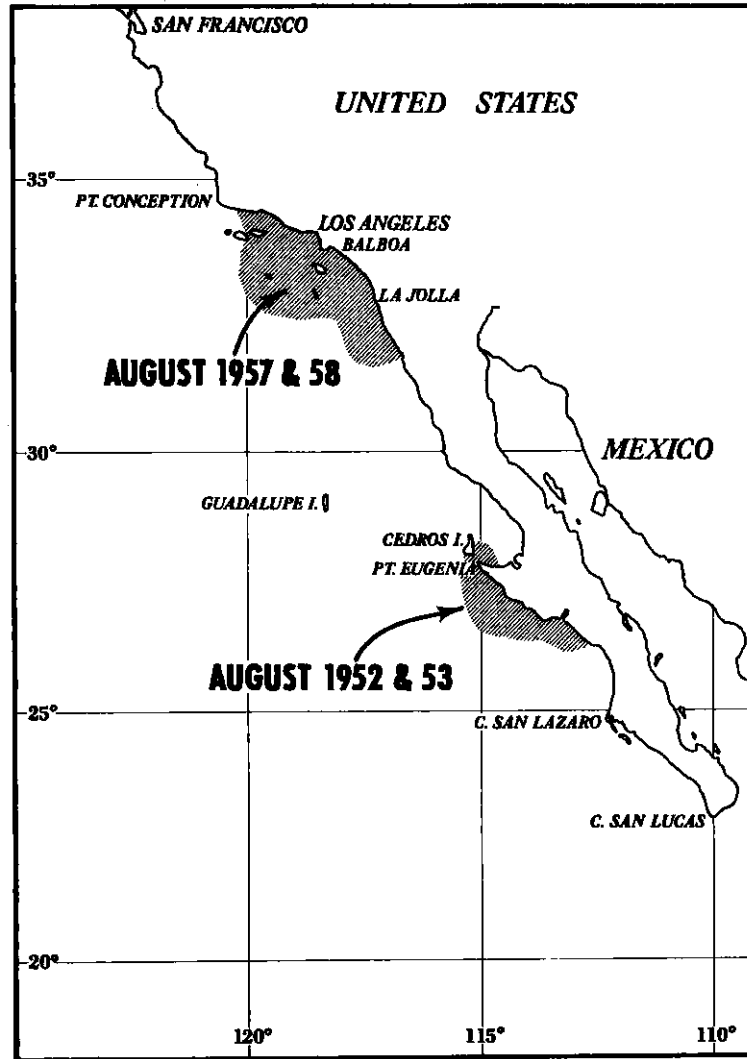 SAN FRANCISCO
UNITED STATES
35°
PT. CONCEPTION
LOS ANGELES
BALBOA
LA JOLLA
AUGUST 1957 & 58
30°
MEXICO
GUADALUPE I.
CEDROS I.
PT. EUGENIA
AUGUST 1952 & 53
25°
C. SAN LAZARO
C. SAN LUCAS
20°
120°
115°
110°